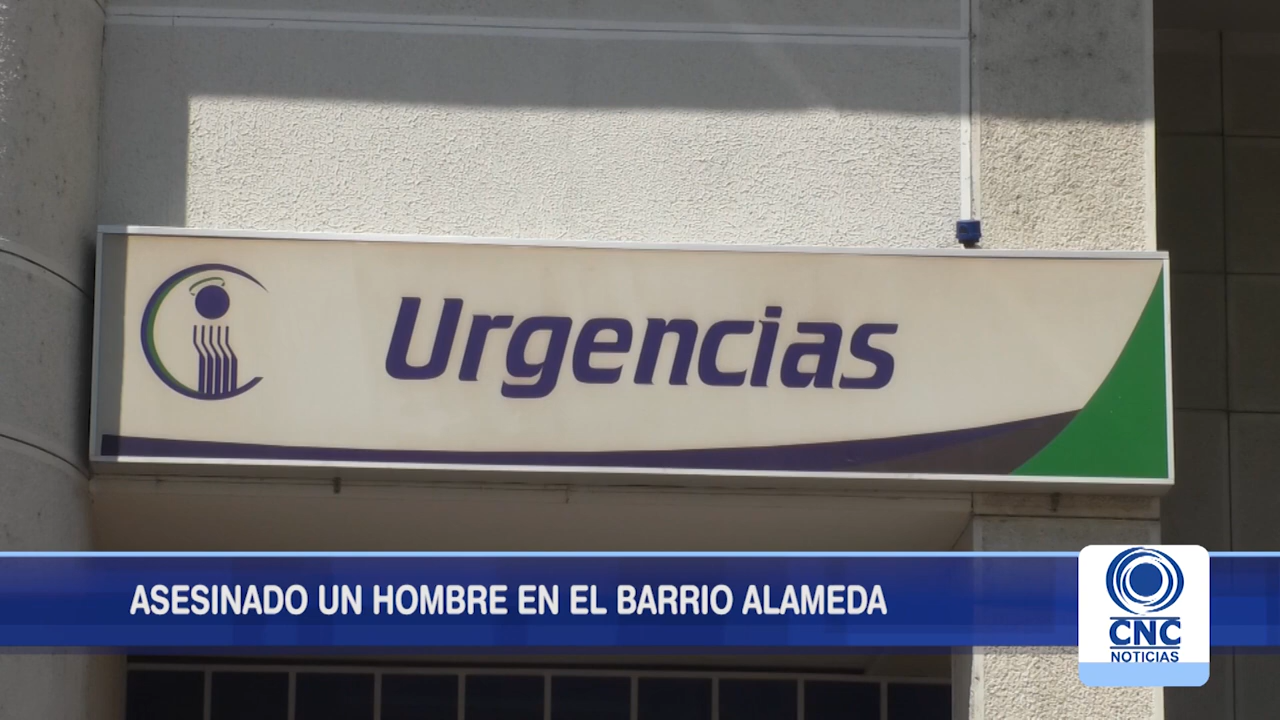 Urgencias
ASESINADO UN HOMBRE EN EL BARRIO ALAMEDA
CNC
NOTICIAS